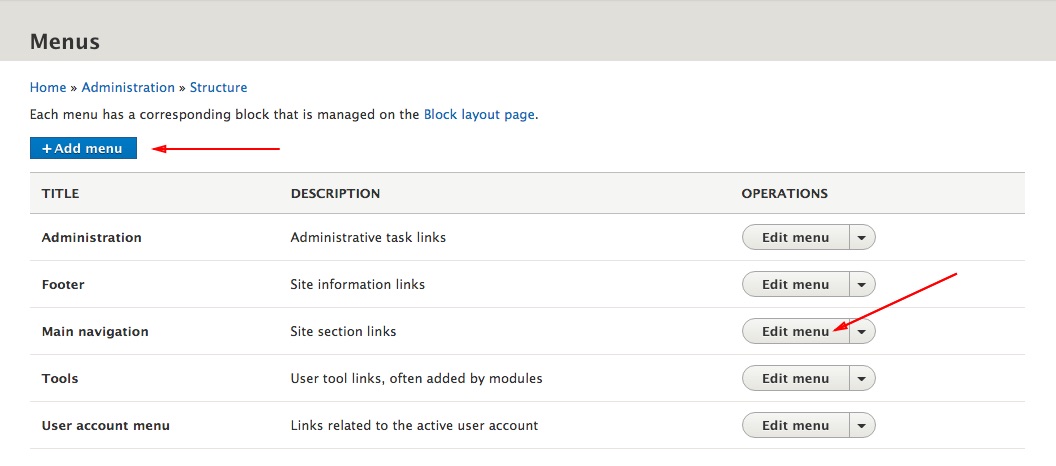 Menus
Home » Administration » Structure
Each menu has a corresponding block that is managed on the Block layout page.
+Add menu
TITLE DESCRIPTION OPERATIONS
Administration Administrative task links Edit menu
Footer Site information links Edit menu
Main navigation Site section links Edit menu
Tools User tool links, often added by modules Edit menu
User account menu Links related to the active user account Edit menu